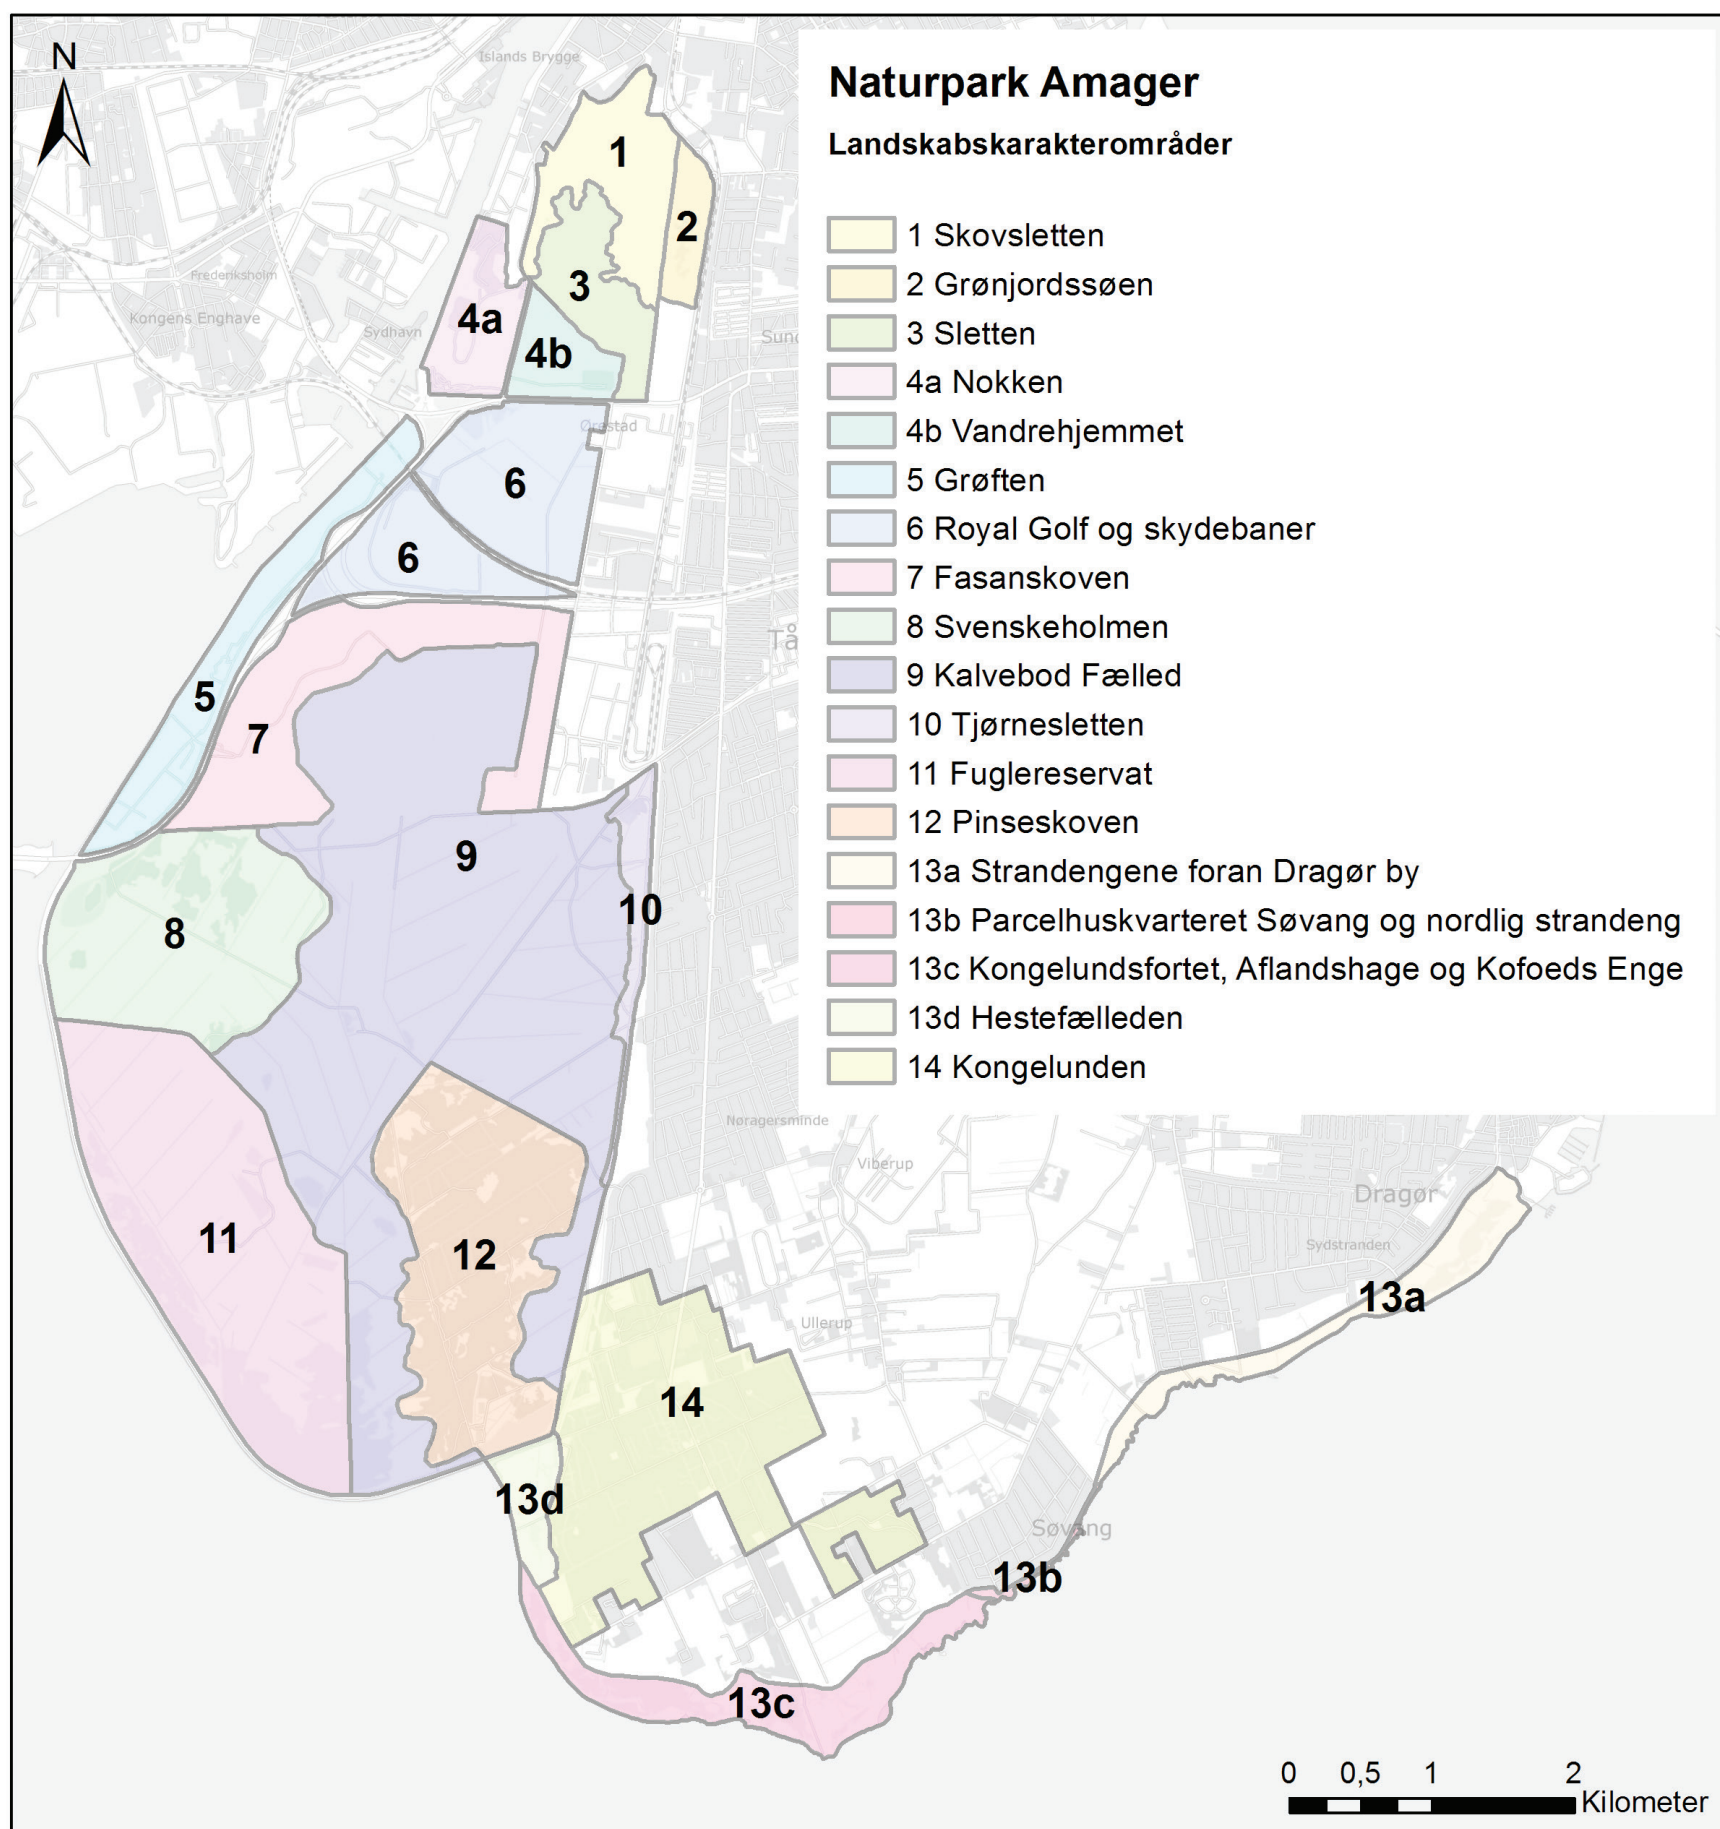 N
Naturpark Amager
Landskabskarakterområder
1 Skovsletten
2 Grønjordssøen
3 Sletten
4a Nokken
4b Vandrehjemmet
5 Grøften
6 Royal Golf og skydebaner
7 Fasanskoven
8 Svenskeholmen
9 Kalvebod Fælled
10 Tjørnesletten
11 Fuglereservat
12 Pinseskoven
13a Strandengene foran Dragør by
13b Parcelhuskvarteret Søvang og nordlig strandeng
13c Kongelundsfortet, Aflandshage og Kofoeds Enge
13d Hestefælleden
14 Kongelunden
Islands Brygge
1
2
Frederiksholm
3
Kongens Enghave
Sydhavn
4a
4b
Sund
Ørestad
6
6
Tå
5
7
9
10
8
Nøragersminde
Viberup
Dragør
11
12
Sydstranden
13a
Ullerup
14
13d
Søvang
13b
13c
0 0,5 1 2
Kilometer